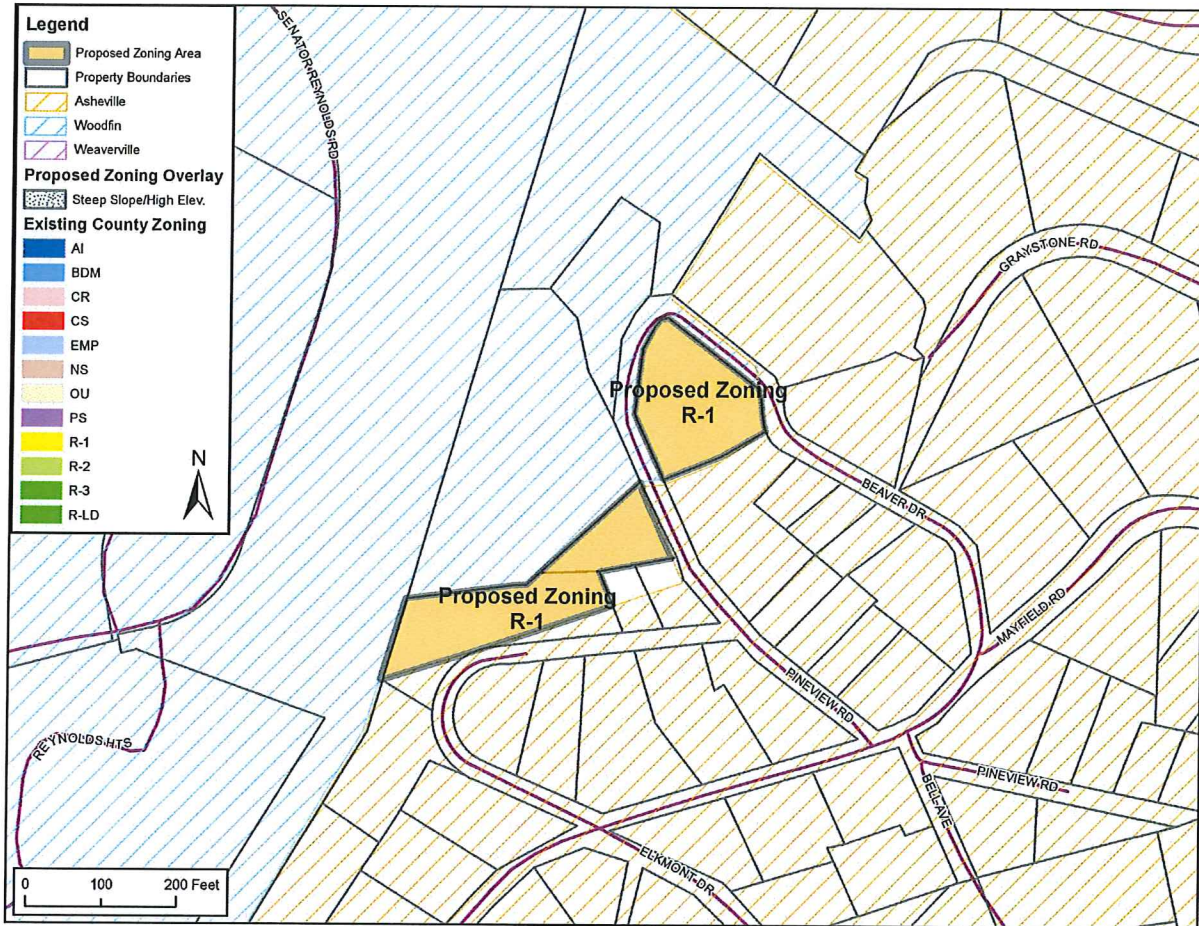 Legend
Proposed Zoning Area
Property Boundaries
Asheville
Woodfin
Weaverville
Proposed Zoning Overlay
Steep Slope/High Elev.
Existing County Zoning
AI
BDM
CR
CS
EMP
NS
OU
PS
R-1
R-2
R-3
R-LD
N
SENATOR REYNOLDS RD
GRAYSTONE RD
Proposed Zoning
R-1
BEAVER DR
Proposed Zoning
R-1
MAYFIELD RD
PINEVIEW RD
REYNOLDS HTS
PINEVIEW RD
BELL AVE
ELKMONT DR
0 100 200 Feet